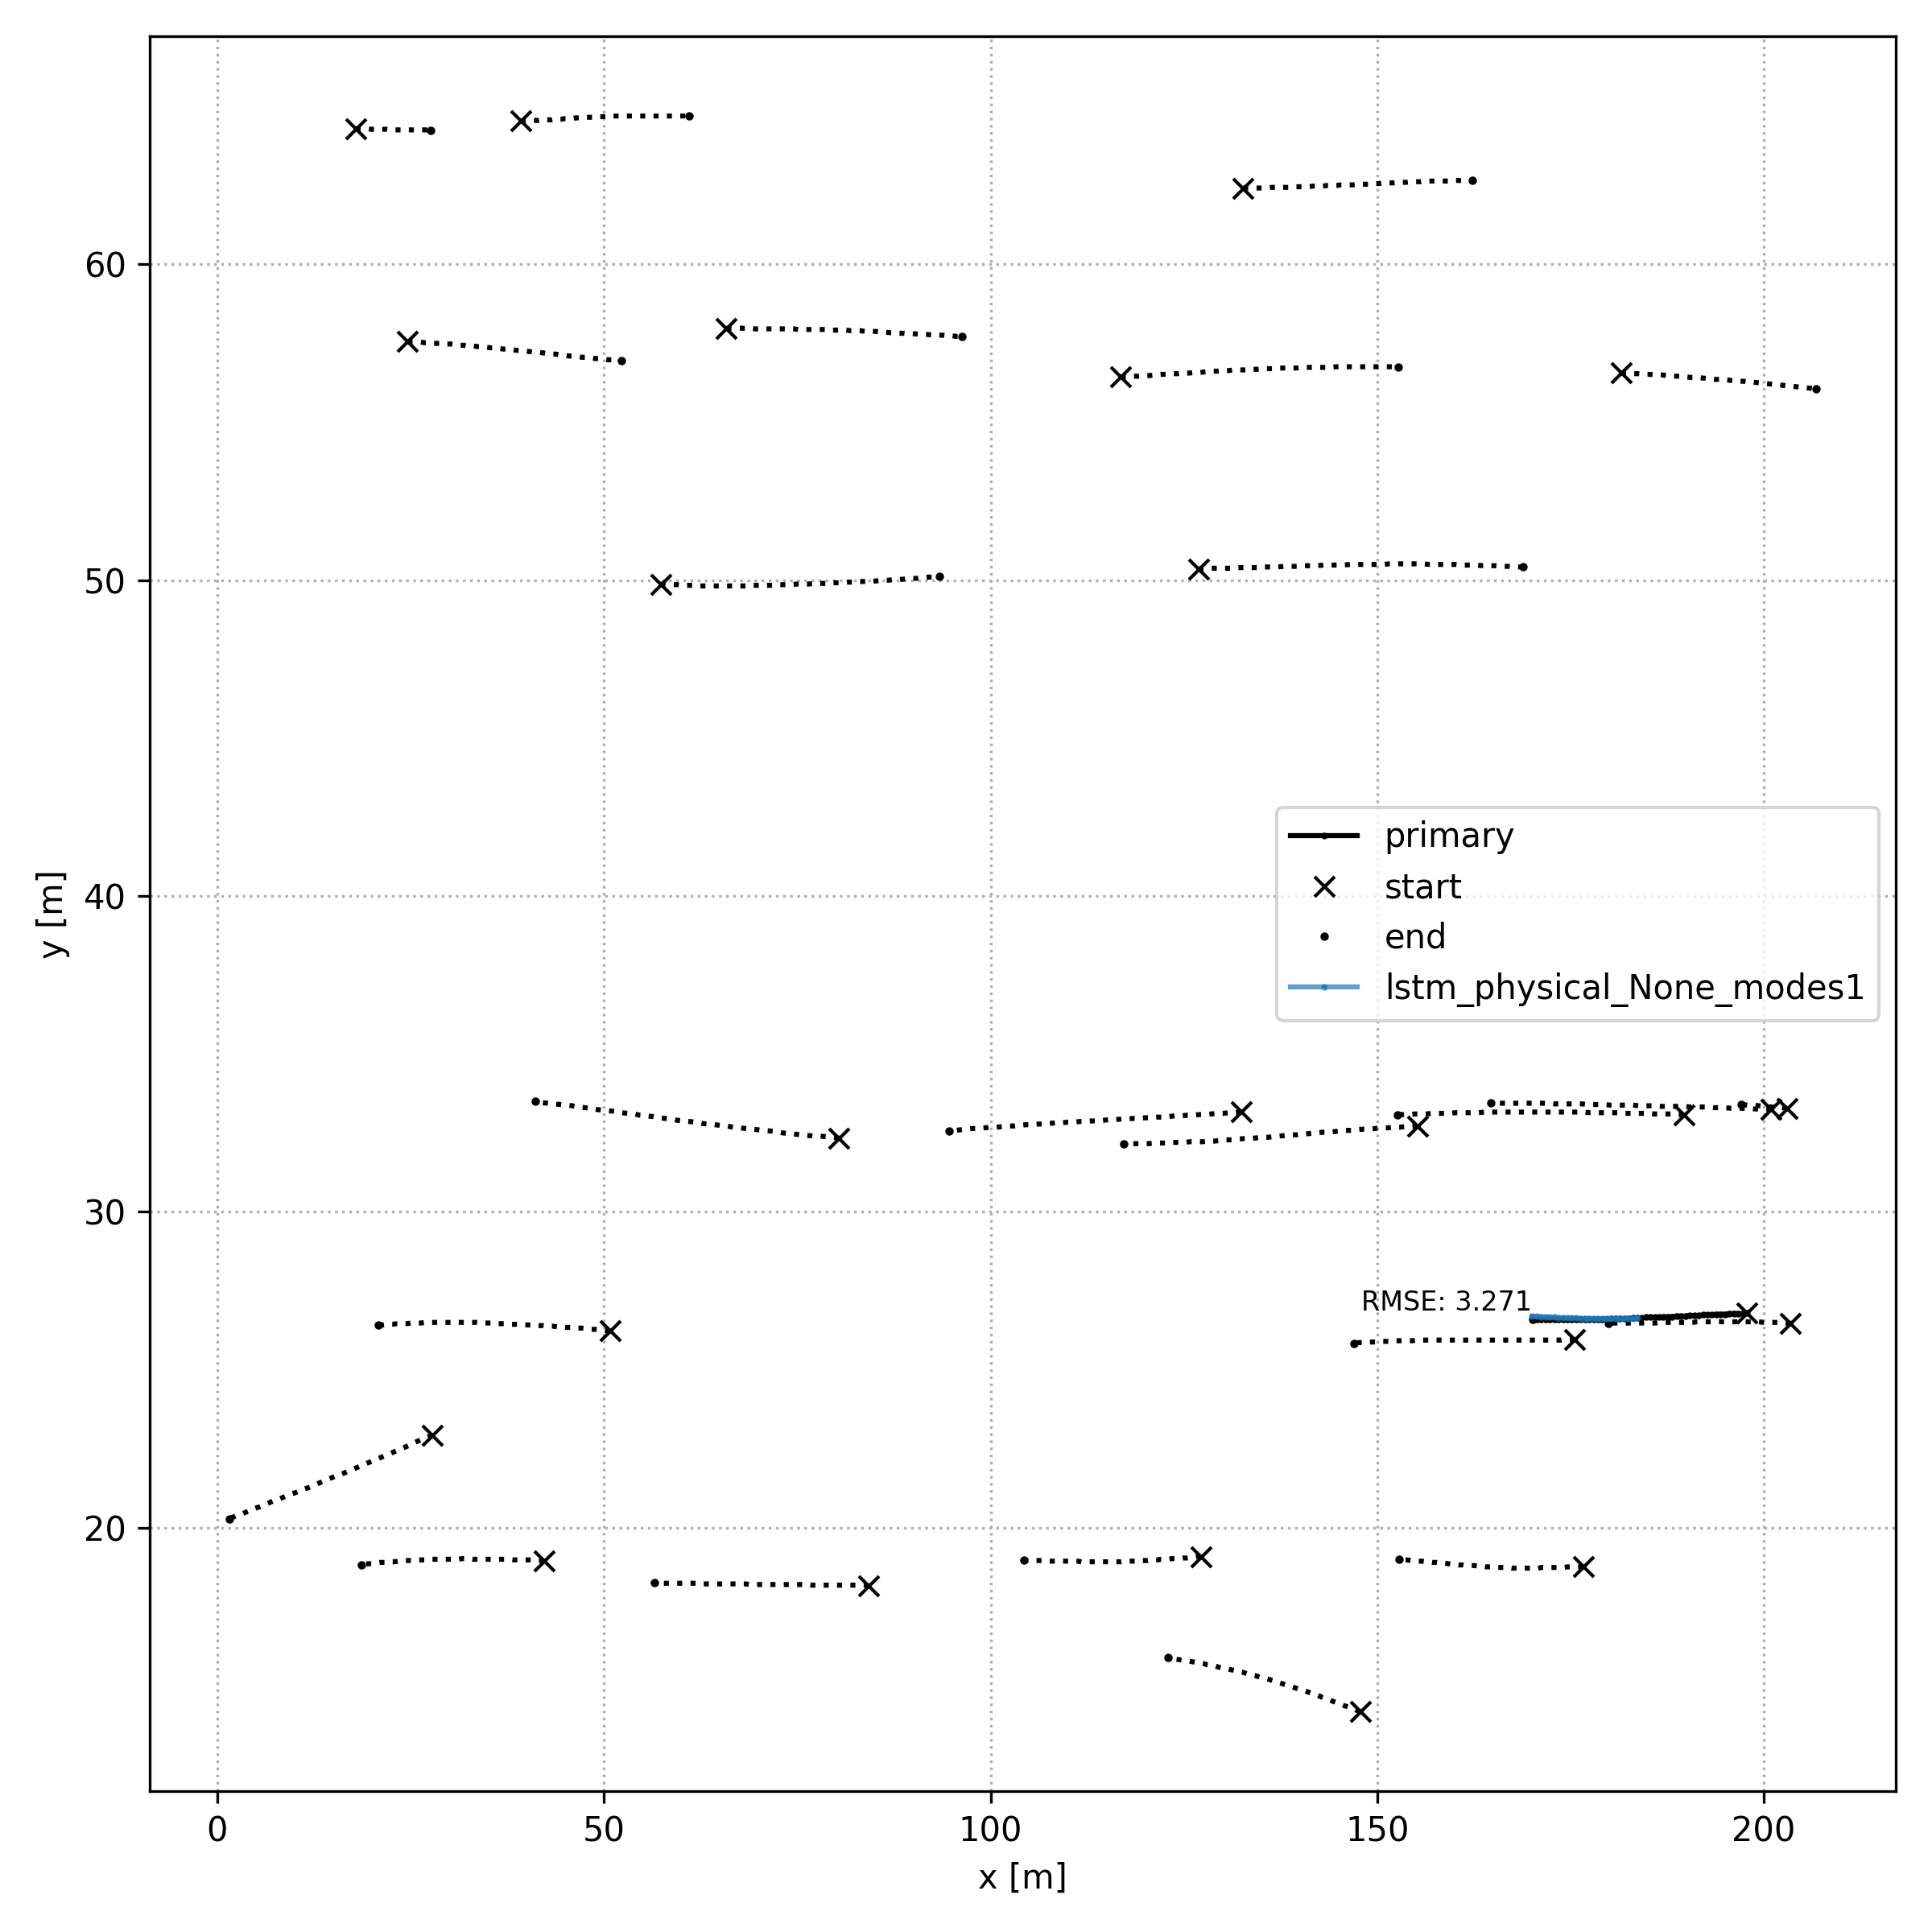 60
50
40
30
20
y [m]
primary
start
end
lstm_physical_None_modes1
RMSE: 3.271
0
50
100
150
200
x [m]